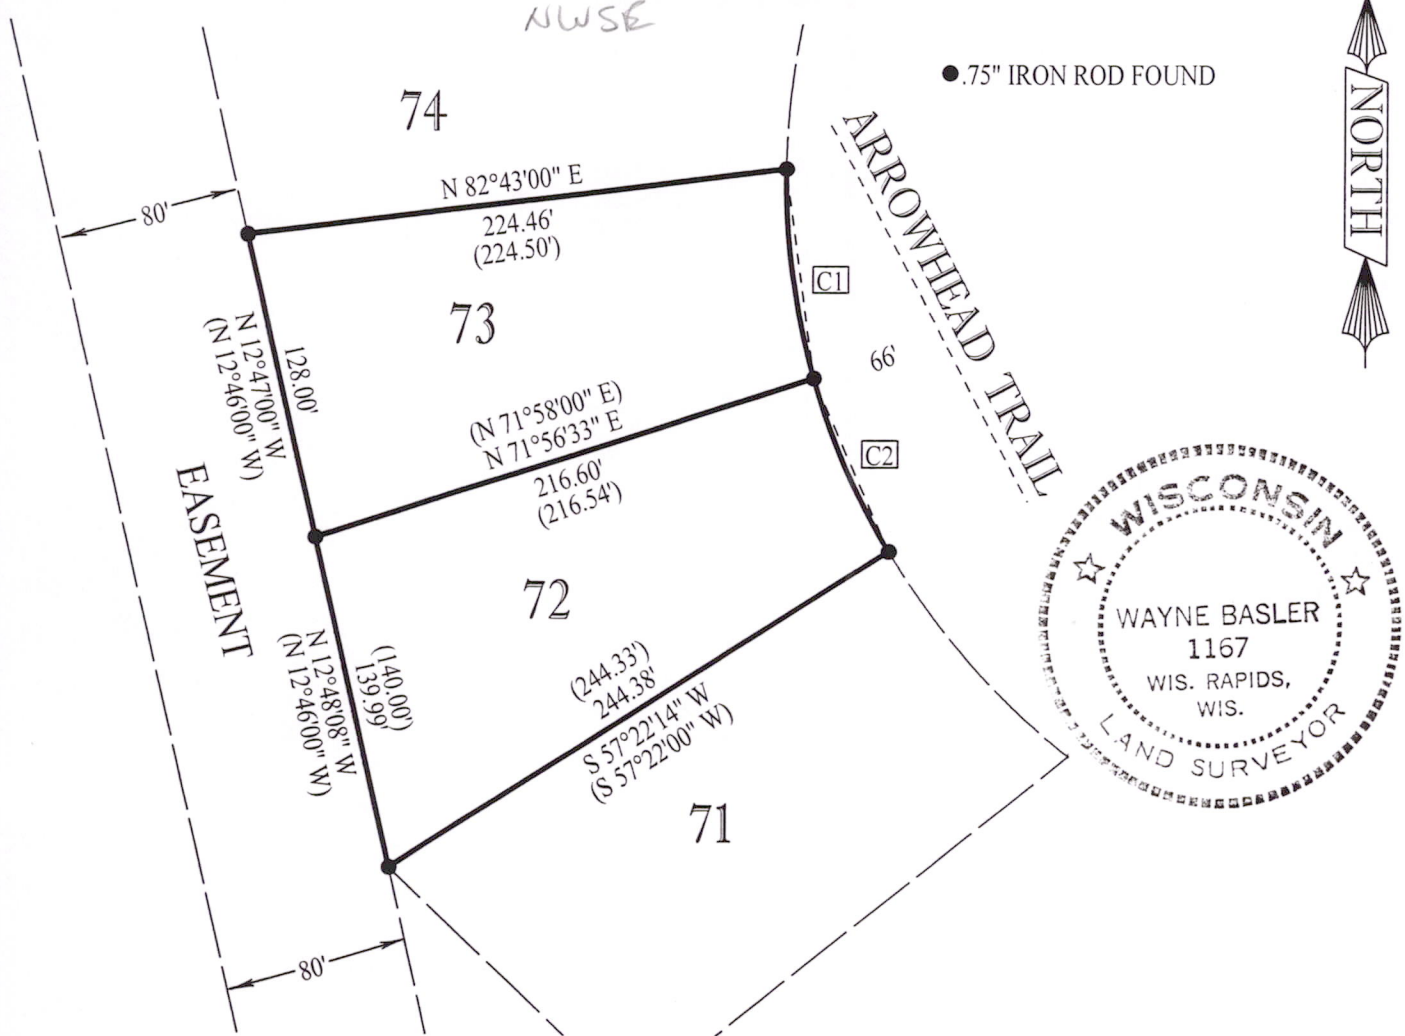 NWSE
74
.75" IRON ROD FOUND
NORTH
ARROWHEAD TRAIL
N 82°43'00" E
224.46'
(224.50')
80'
C1
73
128.00'
N 12°47'00" W
(N 12°46'00" W)
66'
(N 71°58'00" E)
N 71°56'33" E
216.60'
(216.54')
C2
EASEMENT
72
WISCONSIN
WAYNE BASLER
1167
WIS. RAPIDS,
WIS.
LAND SURVEYOR
(140.00')
139.99'
N 12°48'08" W
(N 12°46'00" W)
(244.33')
244.38'
S 57°22'14" W
(S 57°22'00" W)
71
80'